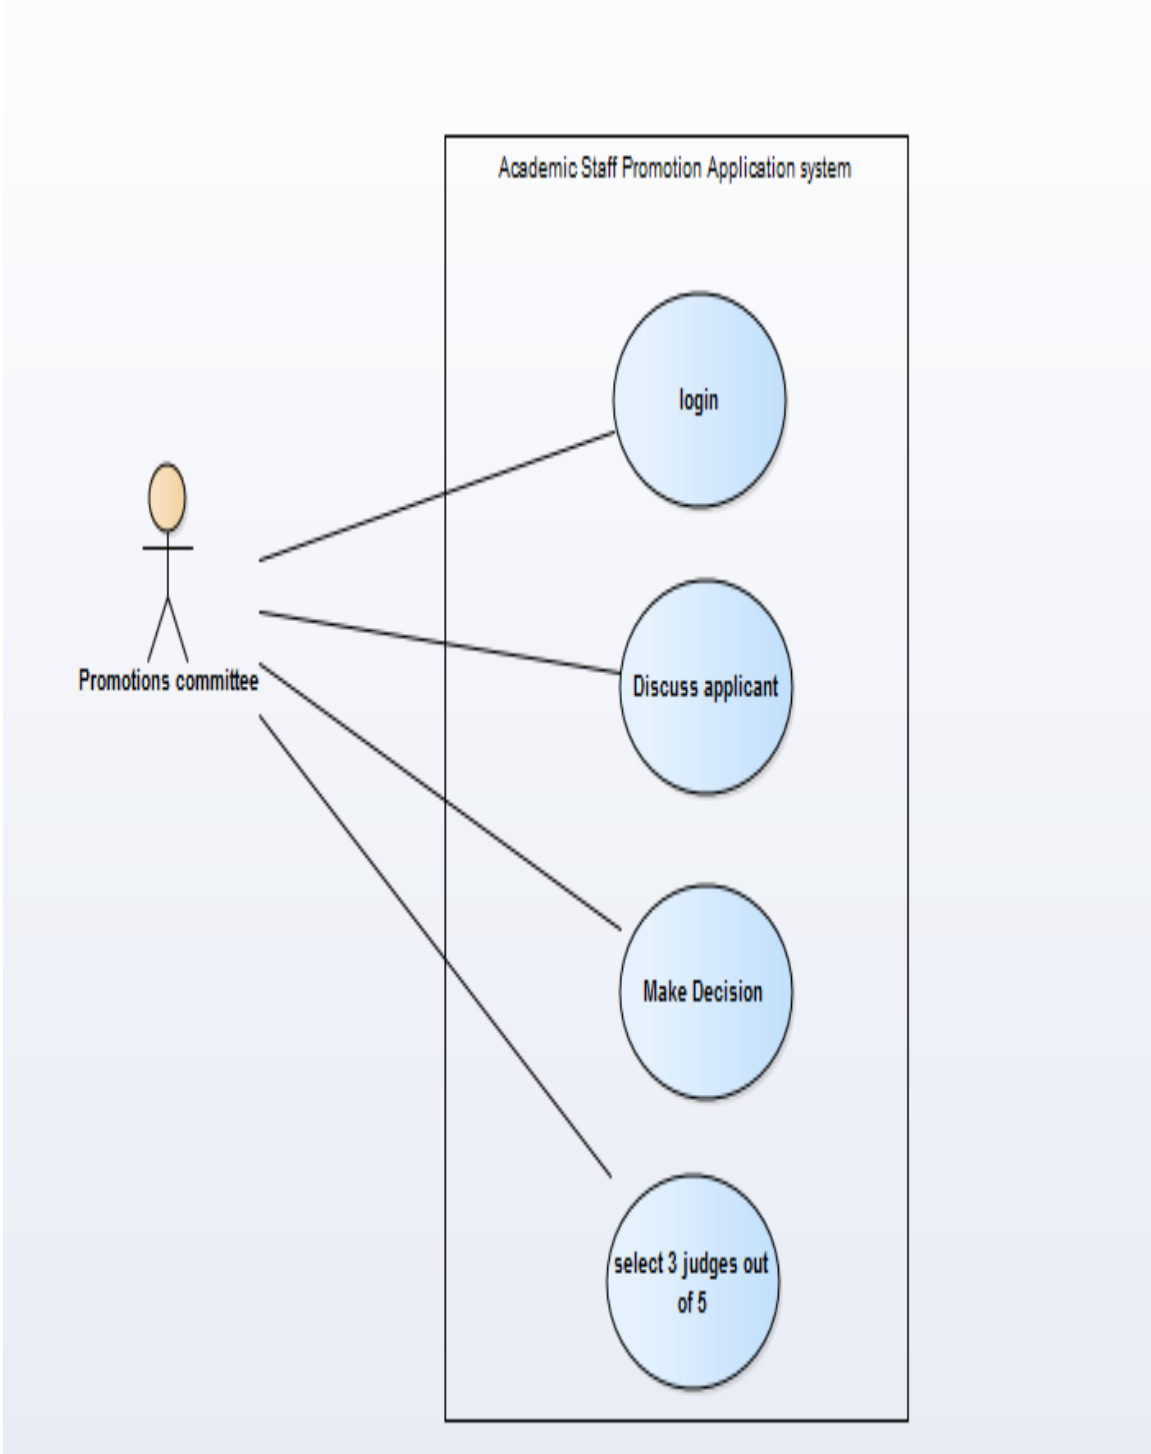 Academic Staff Promotion Application system
login
Promotions committee
Discuss applicant
Make Decision
select 3 judges out
of 5